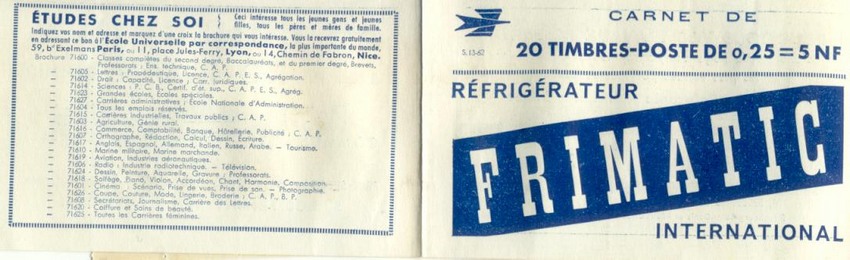 ÉTUDES CHEZ SOI
Ceci intéresse tous les jeunes gens et jeunes
filles, tous les pères et mères de famille.
Indiquez vos nom et adresse et marquez d'une croix la brochure qui vous intéresse. Vous la recevrez gratuitement
en adressant ce bon à l'École Universelle par correspondance, la plus importante du monde,
59, bd Exelmans Paris, ou 11, place Jules-Ferry, Lyon, ou 14, Chemin de Fabron, Nice.
Brochure 71600 - Classes complètes du second degré, Baccalauréats, et du premier degré, Brevets,
Professorats : Ens. technique, C. A. P.
— 71605 - Lettres : Propédeutique, Licence, C. A. P. E. S., Agrégation.
— 71602 - Droit : Capacité, Licence ; Carr. juridiques.
— 71614 - Sciences : P. C. B., Certif. d'ét. sup., C. A. P. E. S., Agrég.
— 71623 - Grandes écoles, Écoles spéciales.
— 71627 - Carrières administratives ; École Nationale d'Administration.
— 71604 - Tous les emplois réservés.
— 71615 - Carrières Industrielles, Travaux publics ; C. A. P.
— 71603 - Agriculture, Génie rural.
— 71616 - Commerce, Comptabilité, Banque, Hôtellerie, Publicité ; C. A. P.
— 71607 - Orthographe, Rédaction, Calcul, Dessin, Écriture.
— 71617 - Anglais, Espagnol, Allemand, Italien, Russe, Arabe. — Tourisme.
— 71610 - Marine militaire, Marine marchande.
— 71619 - Aviation, Industries aéronautiques.
— 71606 - Radio : Industrie radiotechnique. — Télévision.
— 71624 - Dessin, Peinture, Aquarelle, Gravure ; Professorats.
— 71618 - Solfège, Piano, Violon, Accordéon, Chant, Harmonie, Composition.
— 71601 - Cinéma : Scénario, Prise de vues, Prise de son. — Photographie.
— 71626 - Coupe, Couture, Mode, Lingerie, Broderie ; C. A. P., B. P.
— 71608 - Secrétariats, Journalisme, Carrière des Lettres.
— 71620 - Coiffure et Soins de beauté.
— 71625 - Toutes les Carrières féminines.
CARNET DE
S.13-62
20 TIMBRES-POSTE DE 0,25 = 5 NF
RÉFRIGÉRATEUR
FRIMATIC
INTERNATIONAL